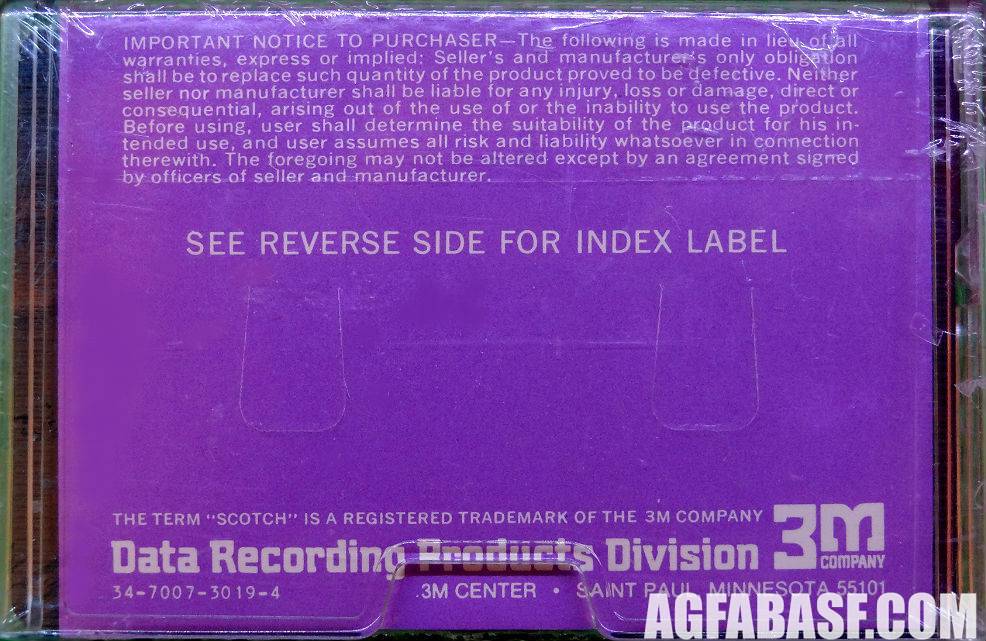 IMPORTANT NOTICE TO PURCHASER—The following is made in lieu of all
warranties, express or implied: Seller's and manufacturer's only obligation
shall be to replace such quantity of the product proved to be defective. Neither
seller nor manufacturer shall be liable for any injury, loss or damage, direct or
consequential, arising out of the use of or the inability to use the product.
Before using, user shall determine the suitability of the product for his in-
tended use, and user assumes all risk and liability whatsoever in connection
therewith. The foregoing may not be altered except by an agreement signed
by officers of seller and manufacturer.
SEE REVERSE SIDE FOR INDEX LABEL
THE TERM "SCOTCH" IS A REGISTERED TRADEMARK OF THE 3M COMPANY
Data Recording Products Division
3M
COMPANY
34-7007-3019-4
3M CENTER • SAINT PAUL, MINNESOTA 55101
AGFABASF.COM